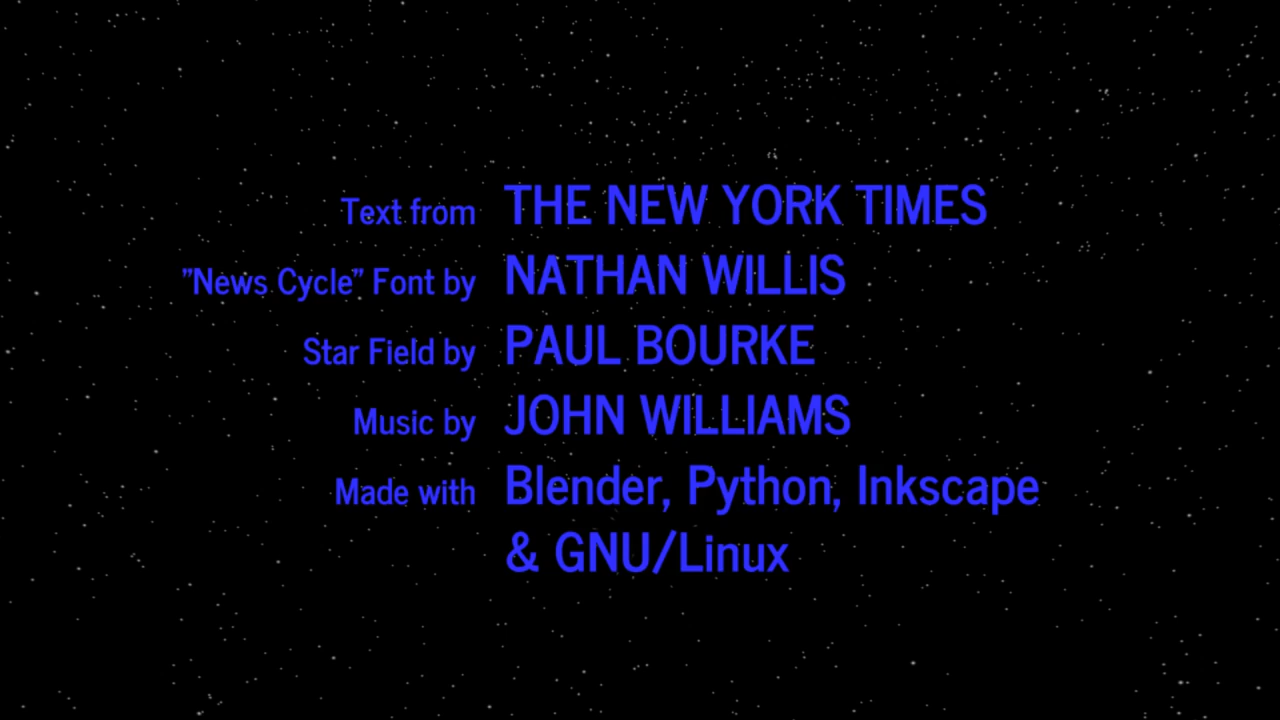 Text from THE NEW YORK TIMES
"News Cycle" Font by NATHAN WILLIS
Star Field by PAUL BOURKE
Music by JOHN WILLIAMS
Made with Blender, Python, Inkscape
& GNU/Linux